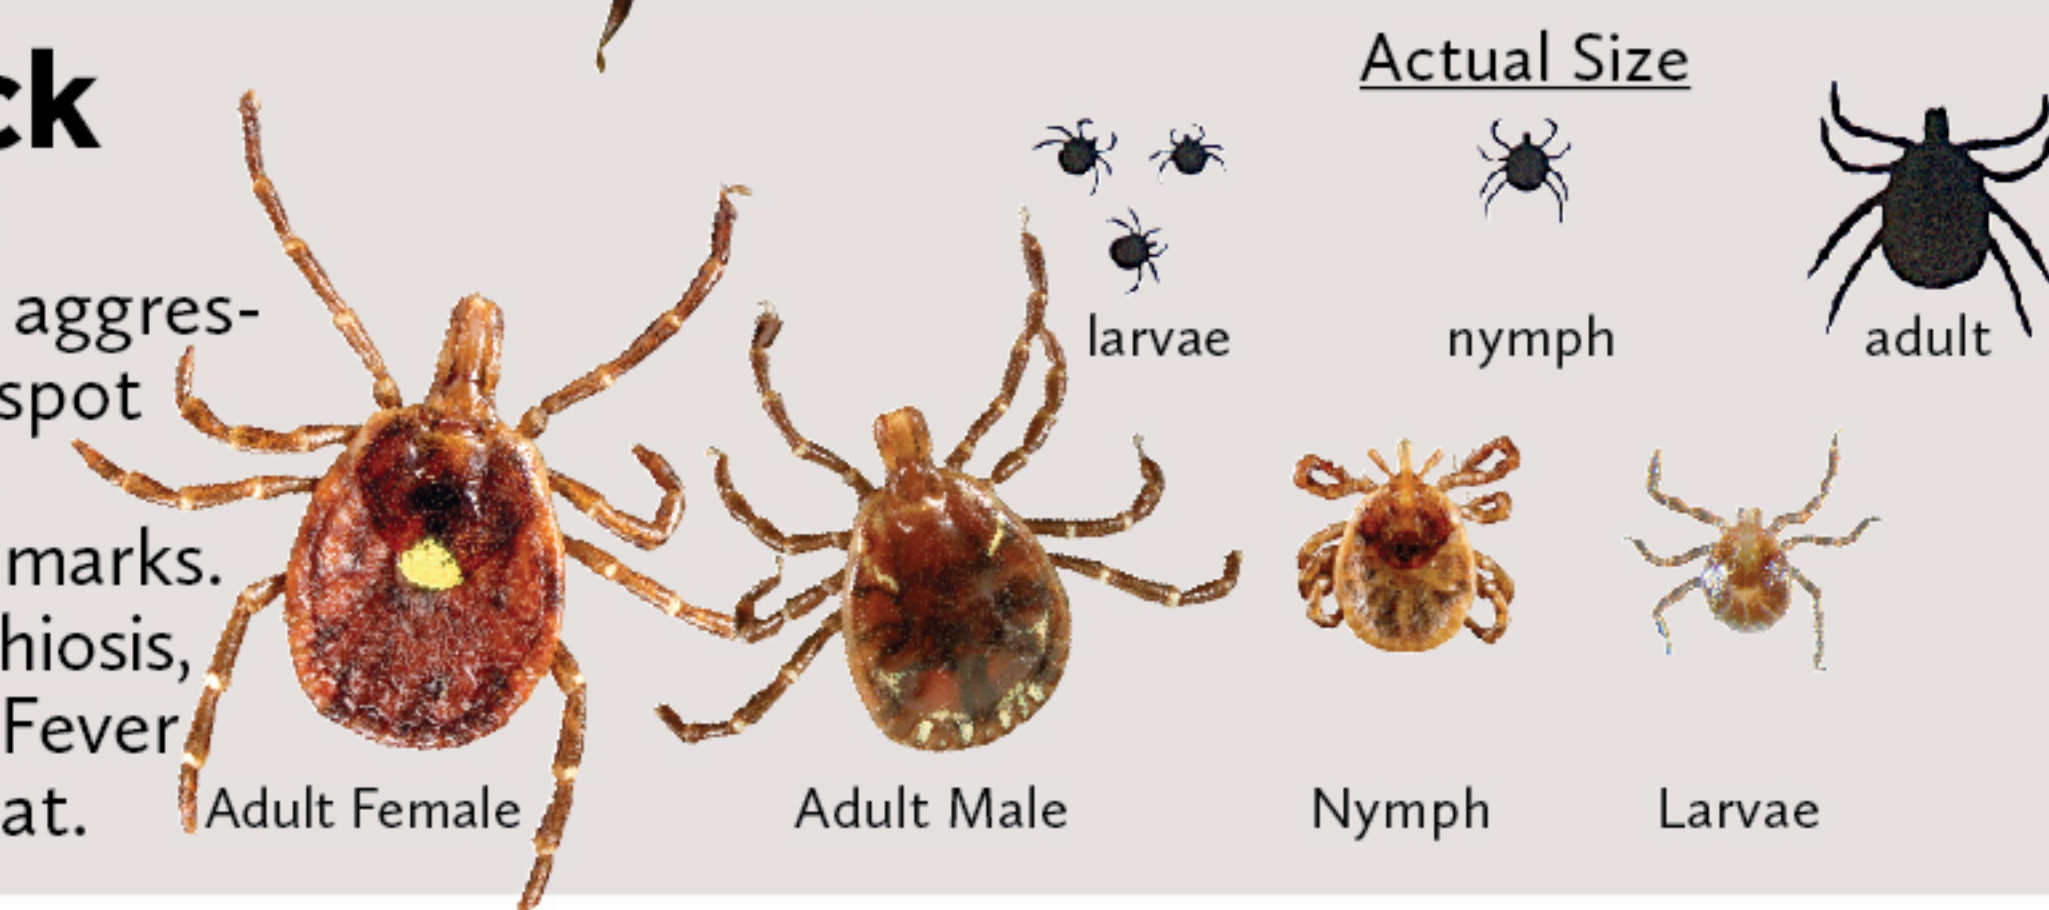 ck
aggres-
spot
marks.
hiosis,
Fever
at.
Actual Size
larvae nymph adult
Adult Female Adult Male Nymph Larvae